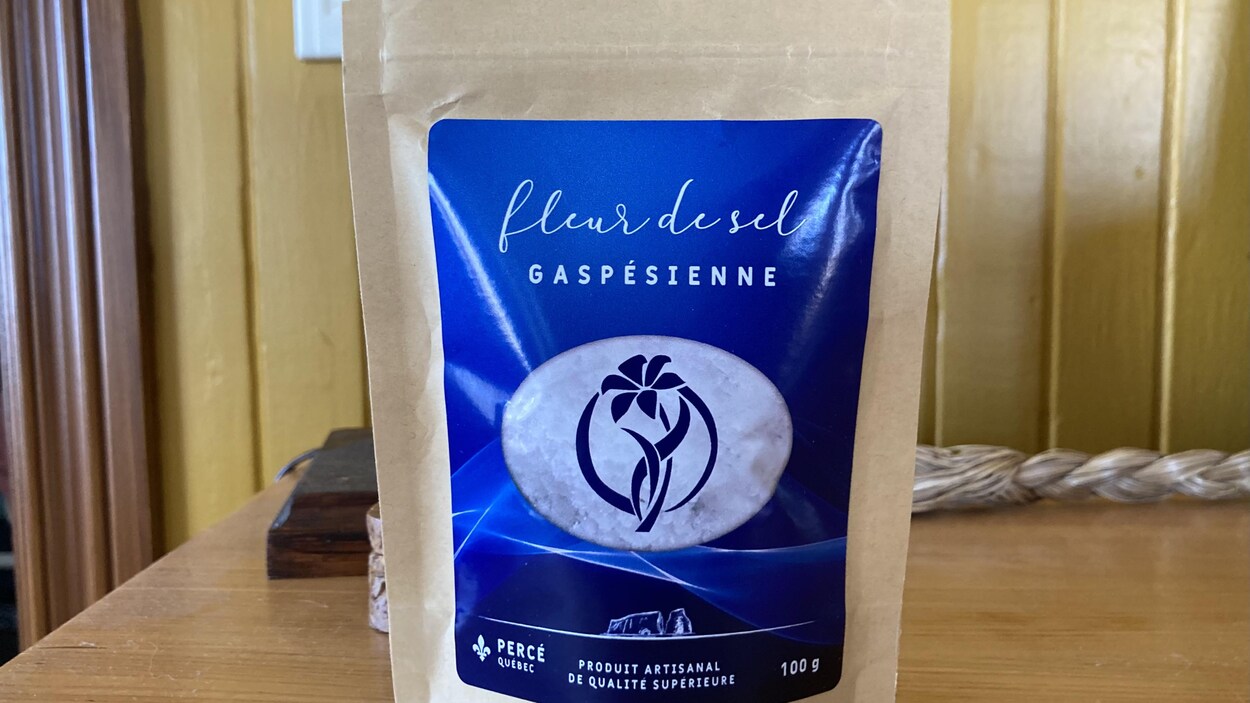 fleur de sel
GASPÉSIENNE
PERCÉ
QUÉBEC
PRODUIT ARTISANAL
DE QUALITÉ SUPÉRIEURE
100 g